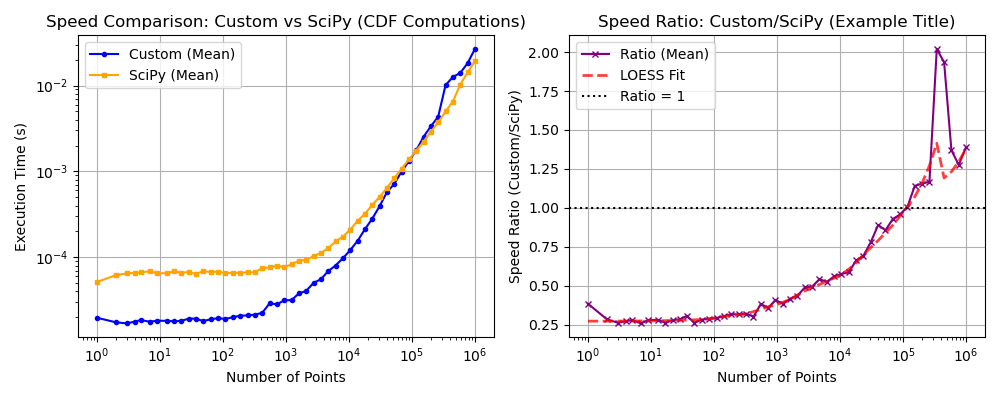 Speed Comparison: Custom vs SciPy (CDF Computations)
Custom (Mean)
SciPy (Mean)
Execution Time (s)
10⁻²
10⁻³
10⁻⁴
10⁰ 10¹ 10² 10³ 10⁴ 10⁵ 10⁶
Number of Points
Speed Ratio: Custom/SciPy (Example Title)
Ratio (Mean)
LOESS Fit
Ratio = 1
Speed Ratio (Custom/SciPy)
2.00
1.75
1.50
1.25
1.00
0.75
0.50
0.25
10⁰ 10¹ 10² 10³ 10⁴ 10⁵ 10⁶
Number of Points